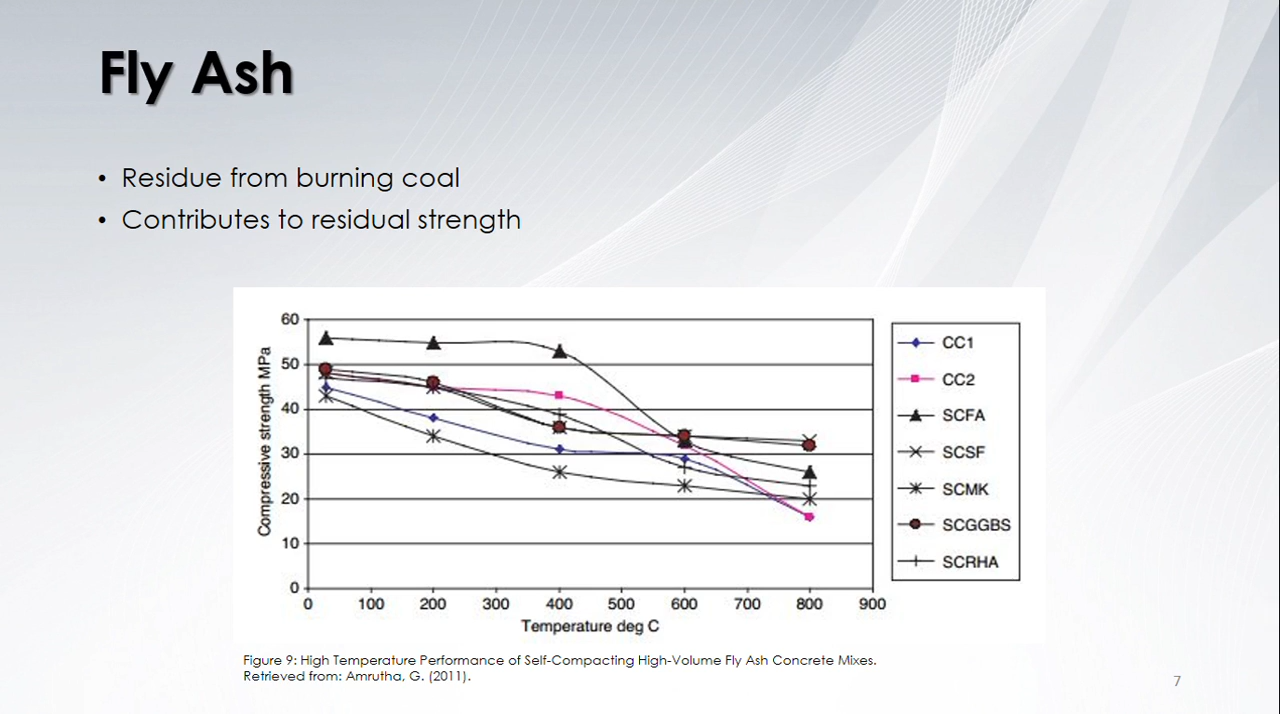 Fly Ash
• Residue from burning coal
• Contributes to residual strength
Compressive strength MPa
60
50
40
30
20
10
0
0 100 200 300 400 500 600 700 800 900
Temperature deg C
CC1
CC2
SCFA
SCSF
SCMK
SCGGBS
SCRHA
Figure 9: High Temperature Performance of Self-Compacting High-Volume Fly Ash Concrete Mixes.
Retrieved from: Amrutha, G. (2011).
7